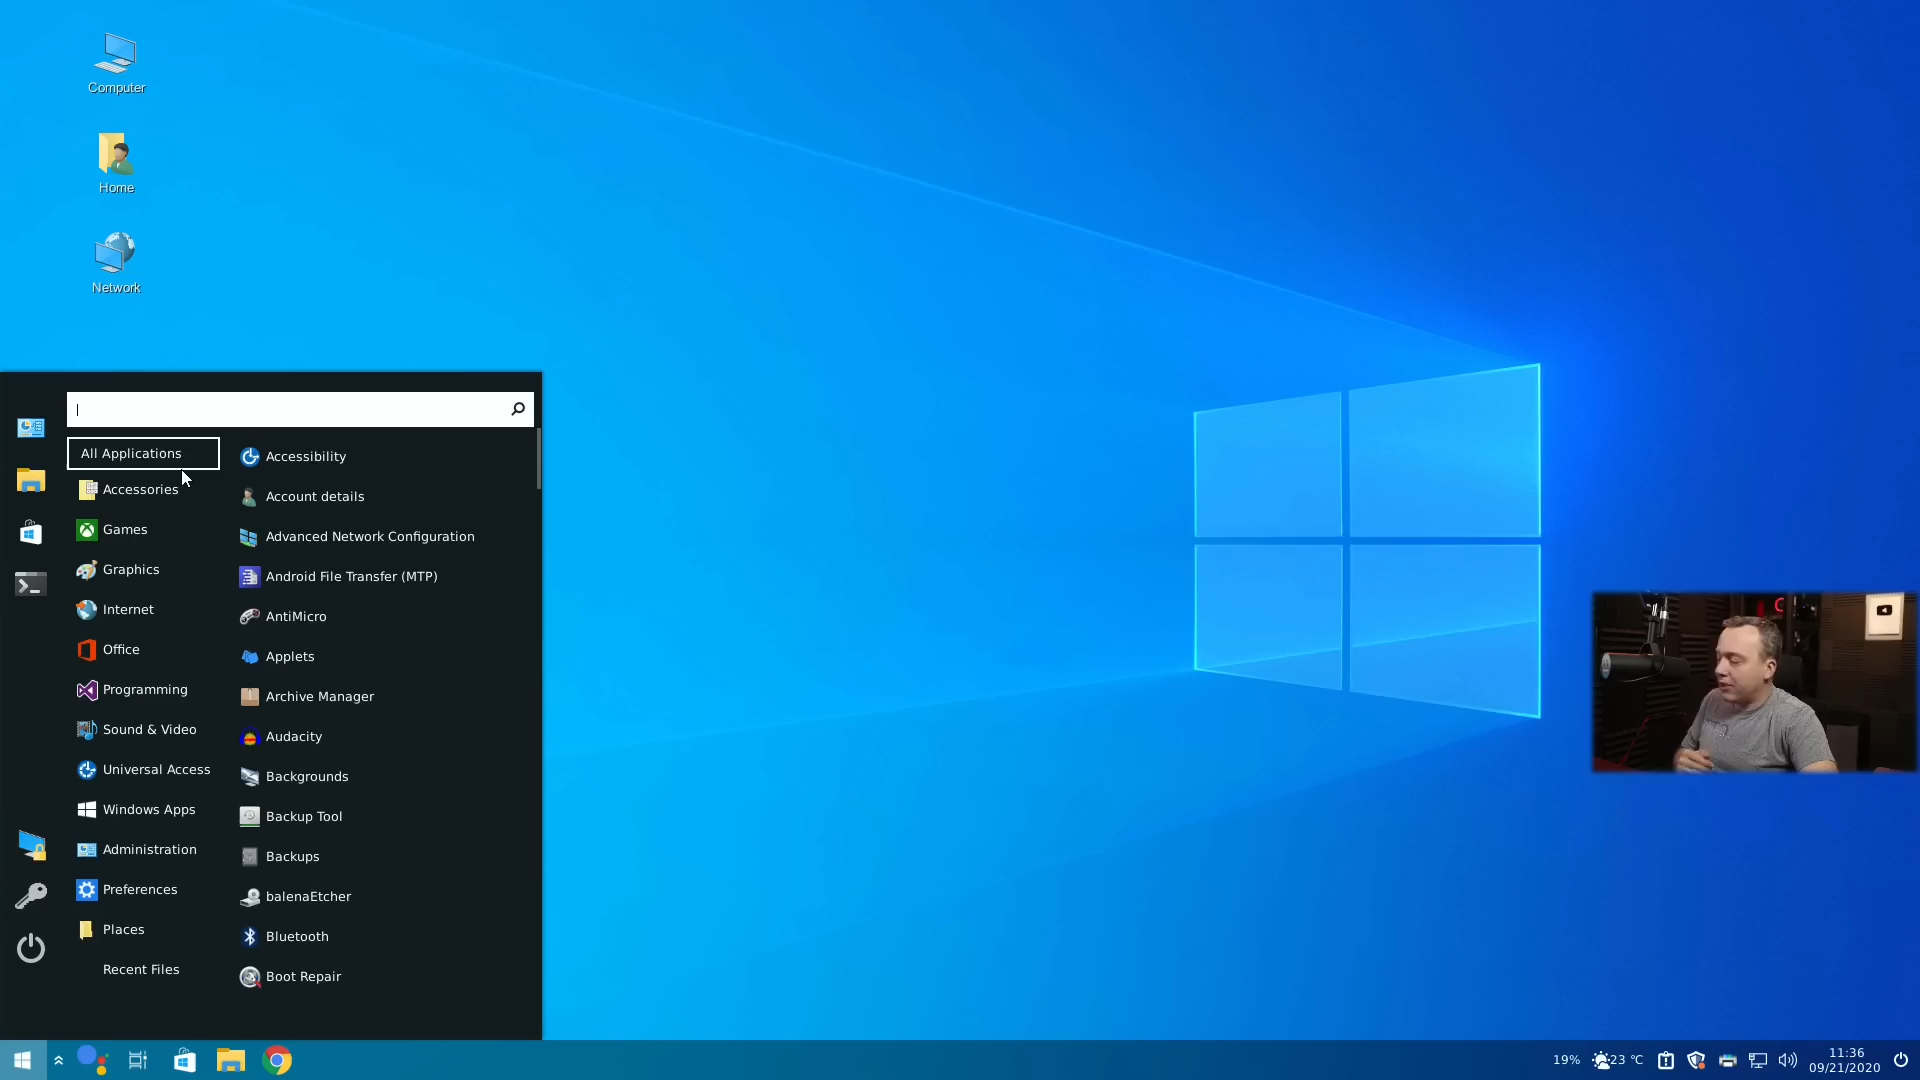 Computer
Home
Network
All Applications
Accessories
Games
Graphics
Internet
Office
Programming
Sound & Video
Universal Access
Windows Apps
Administration
Preferences
Places
Recent Files
Accessibility
Account details
Advanced Network Configuration
Android File Transfer (MTP)
AntiMicro
Applets
Archive Manager
Audacity
Backgrounds
Backup Tool
Backups
balenaEtcher
Bluetooth
Boot Repair
19% 23 °C
11:36
09/21/2020